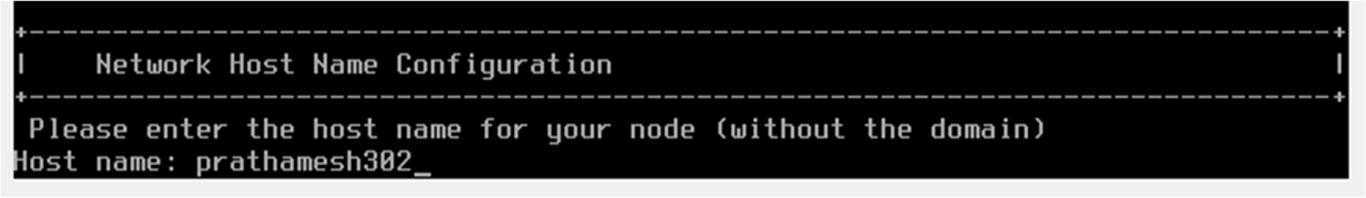 +--------------------------------------------------------------------------------+
|    Network Host Name Configuration                                             |
+--------------------------------------------------------------------------------+
Please enter the host name for your node (without the domain)
Host name: prathamesh302_